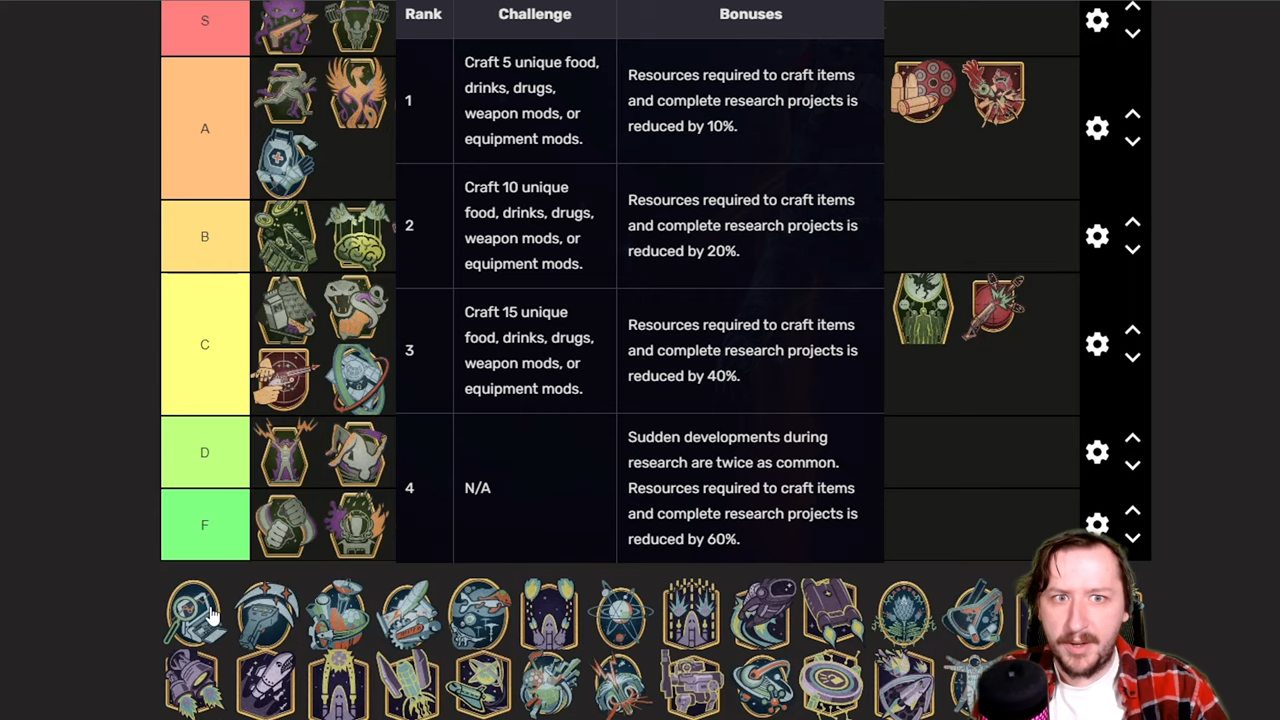 S
A
B
C
D
F
Rank Challenge Bonuses
1
Craft 5 unique food,
drinks, drugs,
weapon mods, or
equipment mods.
Resources required to craft items
and complete research projects is
reduced by 10%.
2
Craft 10 unique
food, drinks, drugs,
weapon mods, or
equipment mods.
Resources required to craft items
and complete research projects is
reduced by 20%.
3
Craft 15 unique
food, drinks, drugs,
weapon mods, or
equipment mods.
Resources required to craft items
and complete research projects is
reduced by 40%.
4
N/A
Sudden developments during
research are twice as common.
Resources required to craft items
and complete research projects is
reduced by 60%.